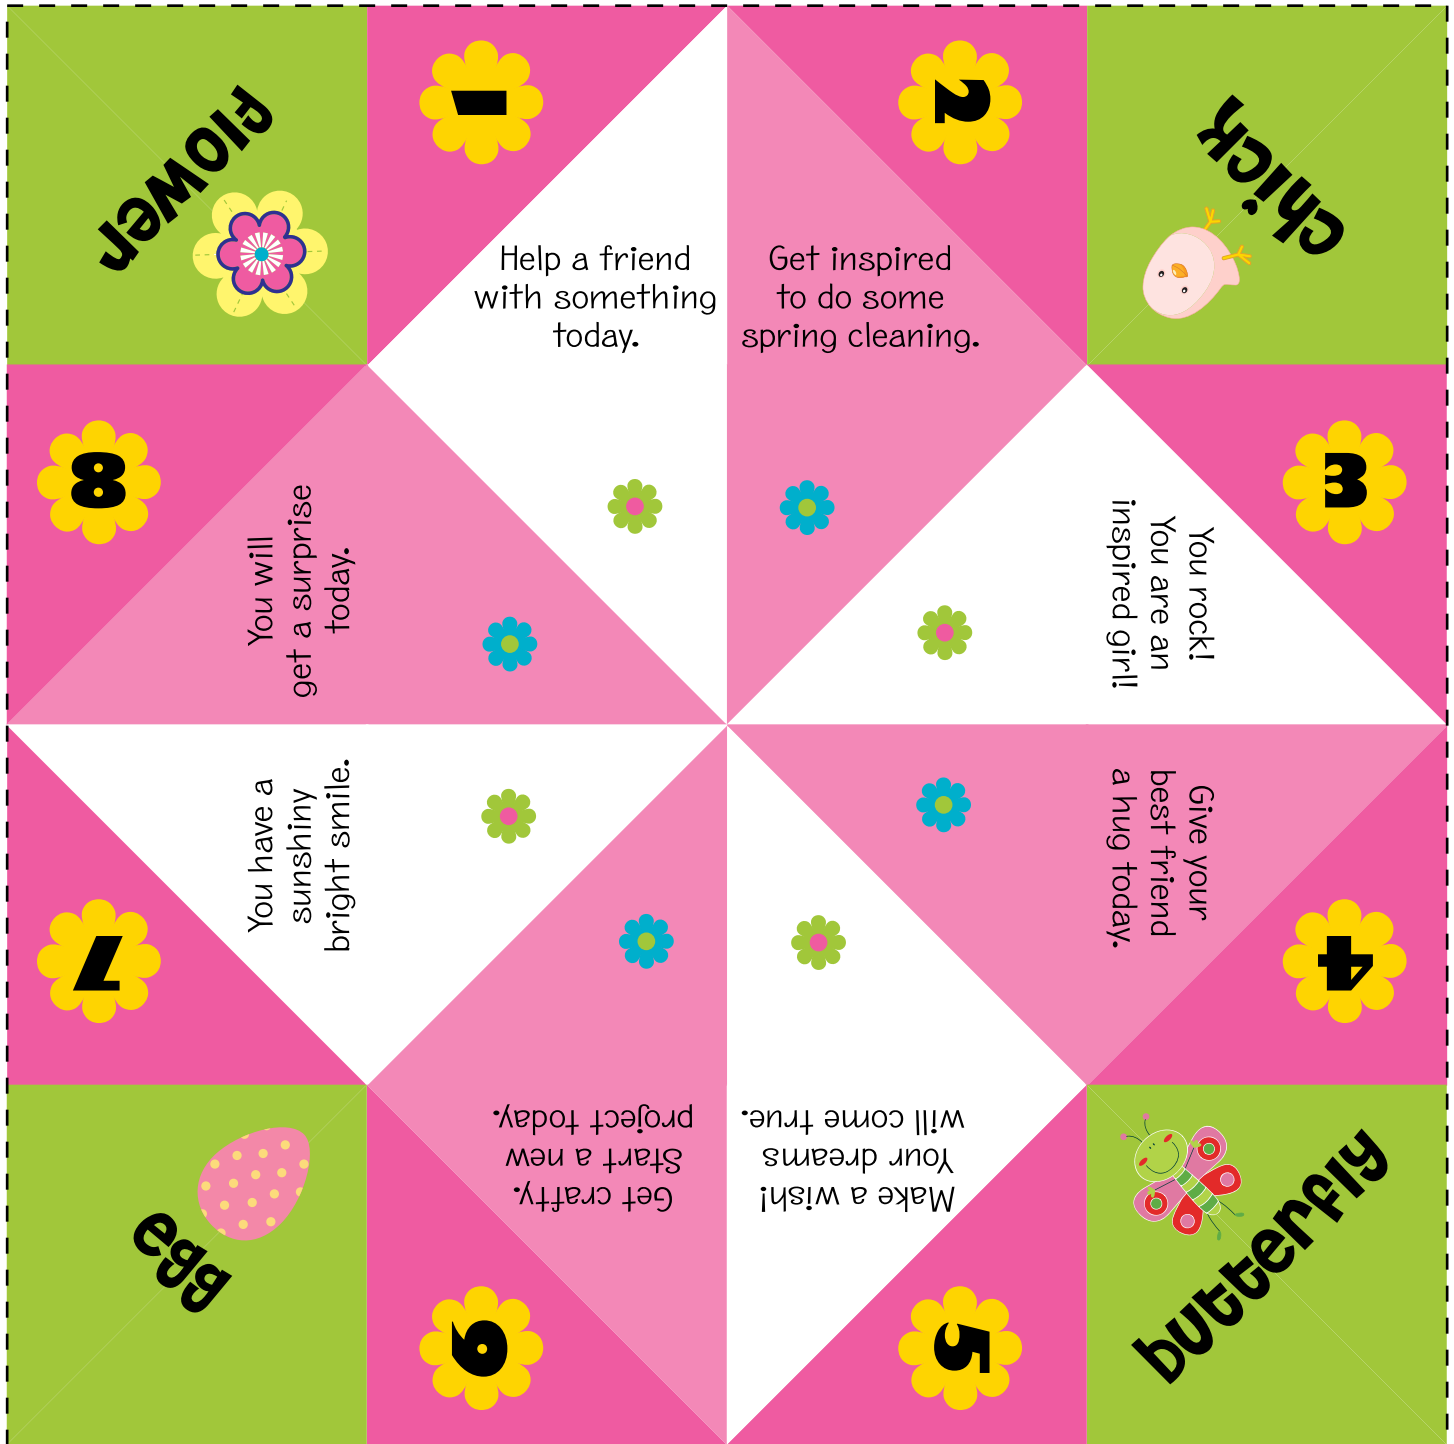 flower
1
2
chick
Help a friend
with something
today.
Get inspired
to do some
spring cleaning.
8
3
You will
get a surprise
today.
You rock!
You are an
inspired girl!
You have a
sunshiny
bright smile.
Give your
best friend
a hug today.
7
4
Get crafty.
Start a new
project today.
Make a wish!
Your dreams
will come true.
egg
6
5
butterfly